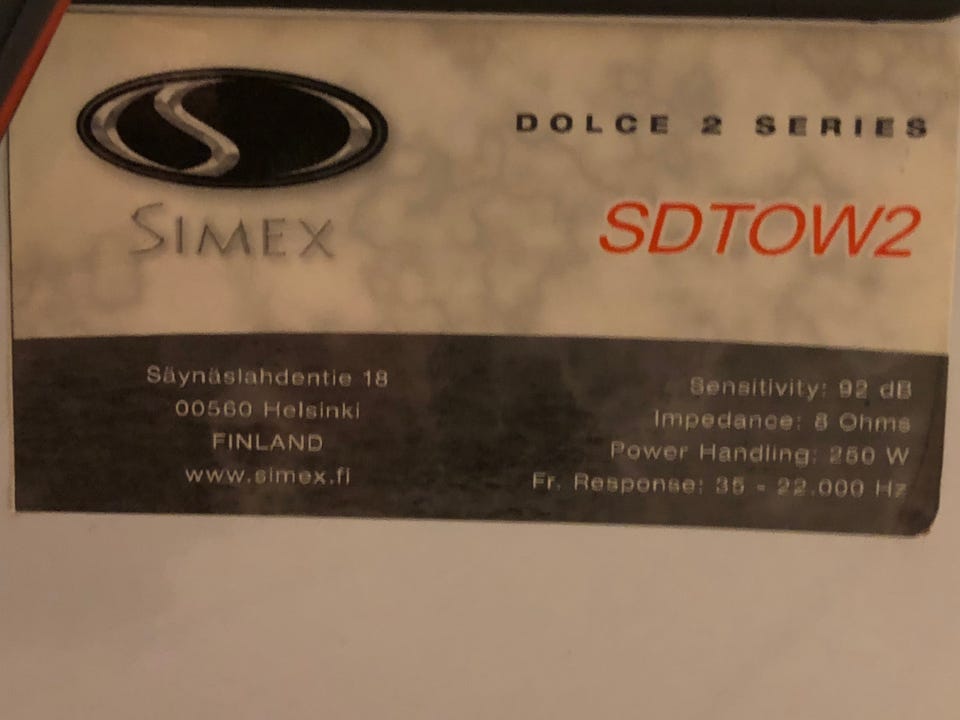 SIMEX
DOLCE 2 SERIES
SDTOW2
Säynäslahdentie 18
00560 Helsinki
FINLAND
www.simex.fi
Sensitivity: 92 dB
Impedance: 8 Ohms
Power Handling: 250 W
Fr. Response: 35 - 22.000 Hz